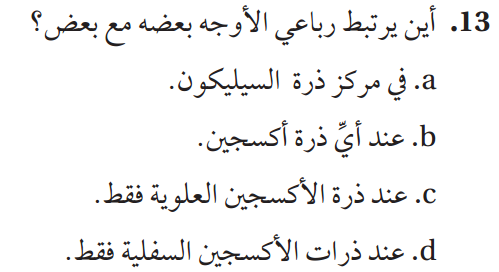 13. أين يرتبط رباعي الأوجه بعضه مع بعض؟
a. في مركز ذرة السيليكون.
b. عند أيِّ ذرة أكسجين.
c. عند ذرة الأكسجين العلوية فقط.
d. عند ذرات الأكسجين السفلية فقط.